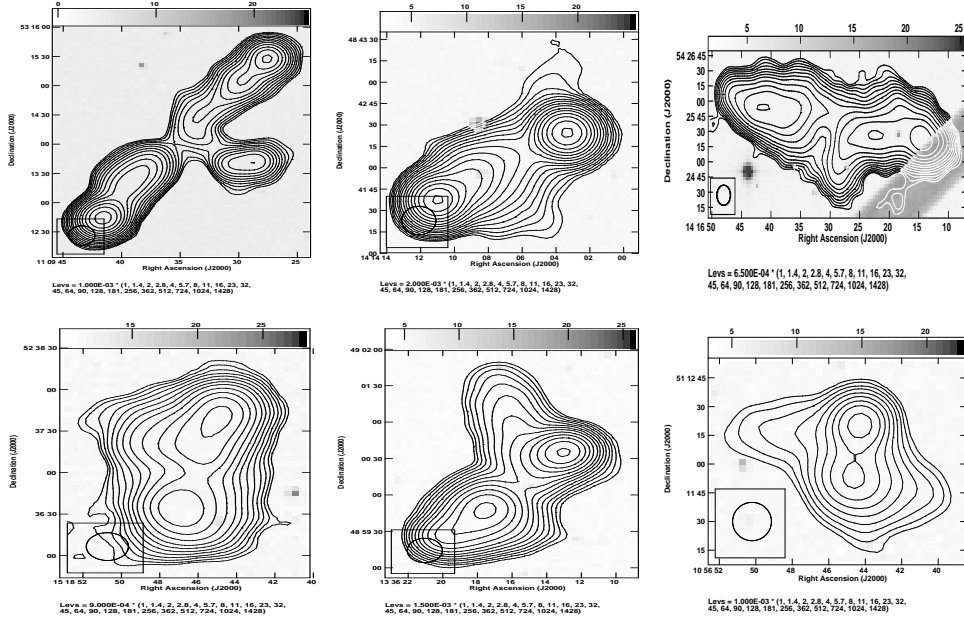 0 10 20
53 16 00
15 30
00
14 30
00
13 30
00
12 30
Declination (J2000)
11 09 45 40 35 30 25
Right Ascension (J2000)
Levs = 1.000E-03 * (1, 1.4, 2, 2.8, 4, 5.7, 8, 11, 16, 23, 32,
45, 64, 90, 128, 181, 256, 362, 512, 724, 1024, 1428)
5 10 15 20 25
48 43 30
00
42 45
30
00
41 45
30
15
00
Declination (J2000)
14 14 14 12 10 08 06 04 02 00
Right Ascension (J2000)
Levs = 2.000E-03 * (1, 1.4, 2, 2.8, 4, 5.7, 8, 11, 16, 23, 32,
45, 64, 90, 128, 181, 256, 362, 512, 724, 1024, 1428)
5 10 15 20 25
54 26 45
30
15
00
25 45
30
15
00
24 45
30
15
Declination (J2000)
14 16 50 45 40 35 30 25 20 15 10
Right Ascension (J2000)
Levs = 6.500E-04 * (1, 1.4, 2, 2.8, 4, 5.7, 8, 11, 16, 23, 32,
45, 64, 90, 128, 181, 256, 362, 512, 724, 1024, 1428)
10 15 20
52 38 30
00
37 30
00
36 30
00
Declination (J2000)
15 18 52 50 48 46 44 42 40
Right Ascension (J2000)
Levs = 9.000E-04 * (1, 1.4, 2, 2.8, 4, 5.7, 8, 11, 16, 23, 32,
45, 64, 90, 128, 181, 256, 362, 512, 724, 1024, 1428)
5 10 15 20 25
49 02 00
01 30
00
00 30
00
48 59 30
00
Declination (J2000)
13 36 22 20 18 16 14 12 10
Right Ascension (J2000)
Levs = 1.500E-03 * (1, 1.4, 2, 2.8, 4, 5.7, 8, 11, 16, 23, 32,
45, 64, 90, 128, 181, 256, 362, 512, 724, 1024, 1428)
5 10 15 20
51 12 45
30
15
00
11 45
30
15
Declination (J2000)
10 56 52 50 48 46 44 42 40
Right Ascension (J2000)
Levs = 1.000E-03 * (1, 1.4, 2, 2.8, 4, 5.7, 8, 11, 16, 23, 32,
45, 64, 90, 128, 181, 256, 362, 512, 724, 1024, 1428)